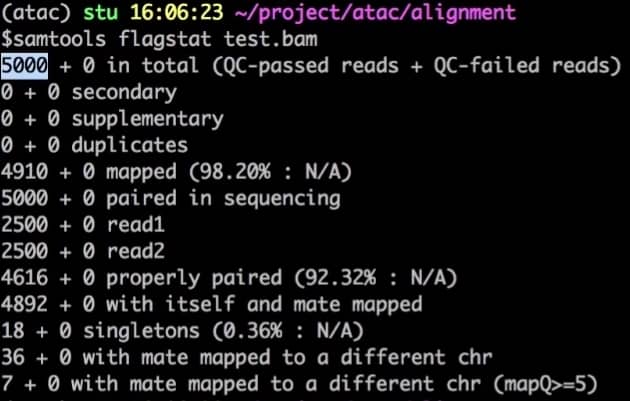 (atac) stu 16:06:23 ~/project/atac/alignment
$samtools flagstat test.bam
5000 + 0 in total (QC-passed reads + QC-failed reads)
0 + 0 secondary
0 + 0 supplementary
0 + 0 duplicates
4910 + 0 mapped (98.20% : N/A)
5000 + 0 paired in sequencing
2500 + 0 read1
2500 + 0 read2
4616 + 0 properly paired (92.32% : N/A)
4892 + 0 with itself and mate mapped
18 + 0 singletons (0.36% : N/A)
36 + 0 with mate mapped to a different chr
7 + 0 with mate mapped to a different chr (mapQ>=5)